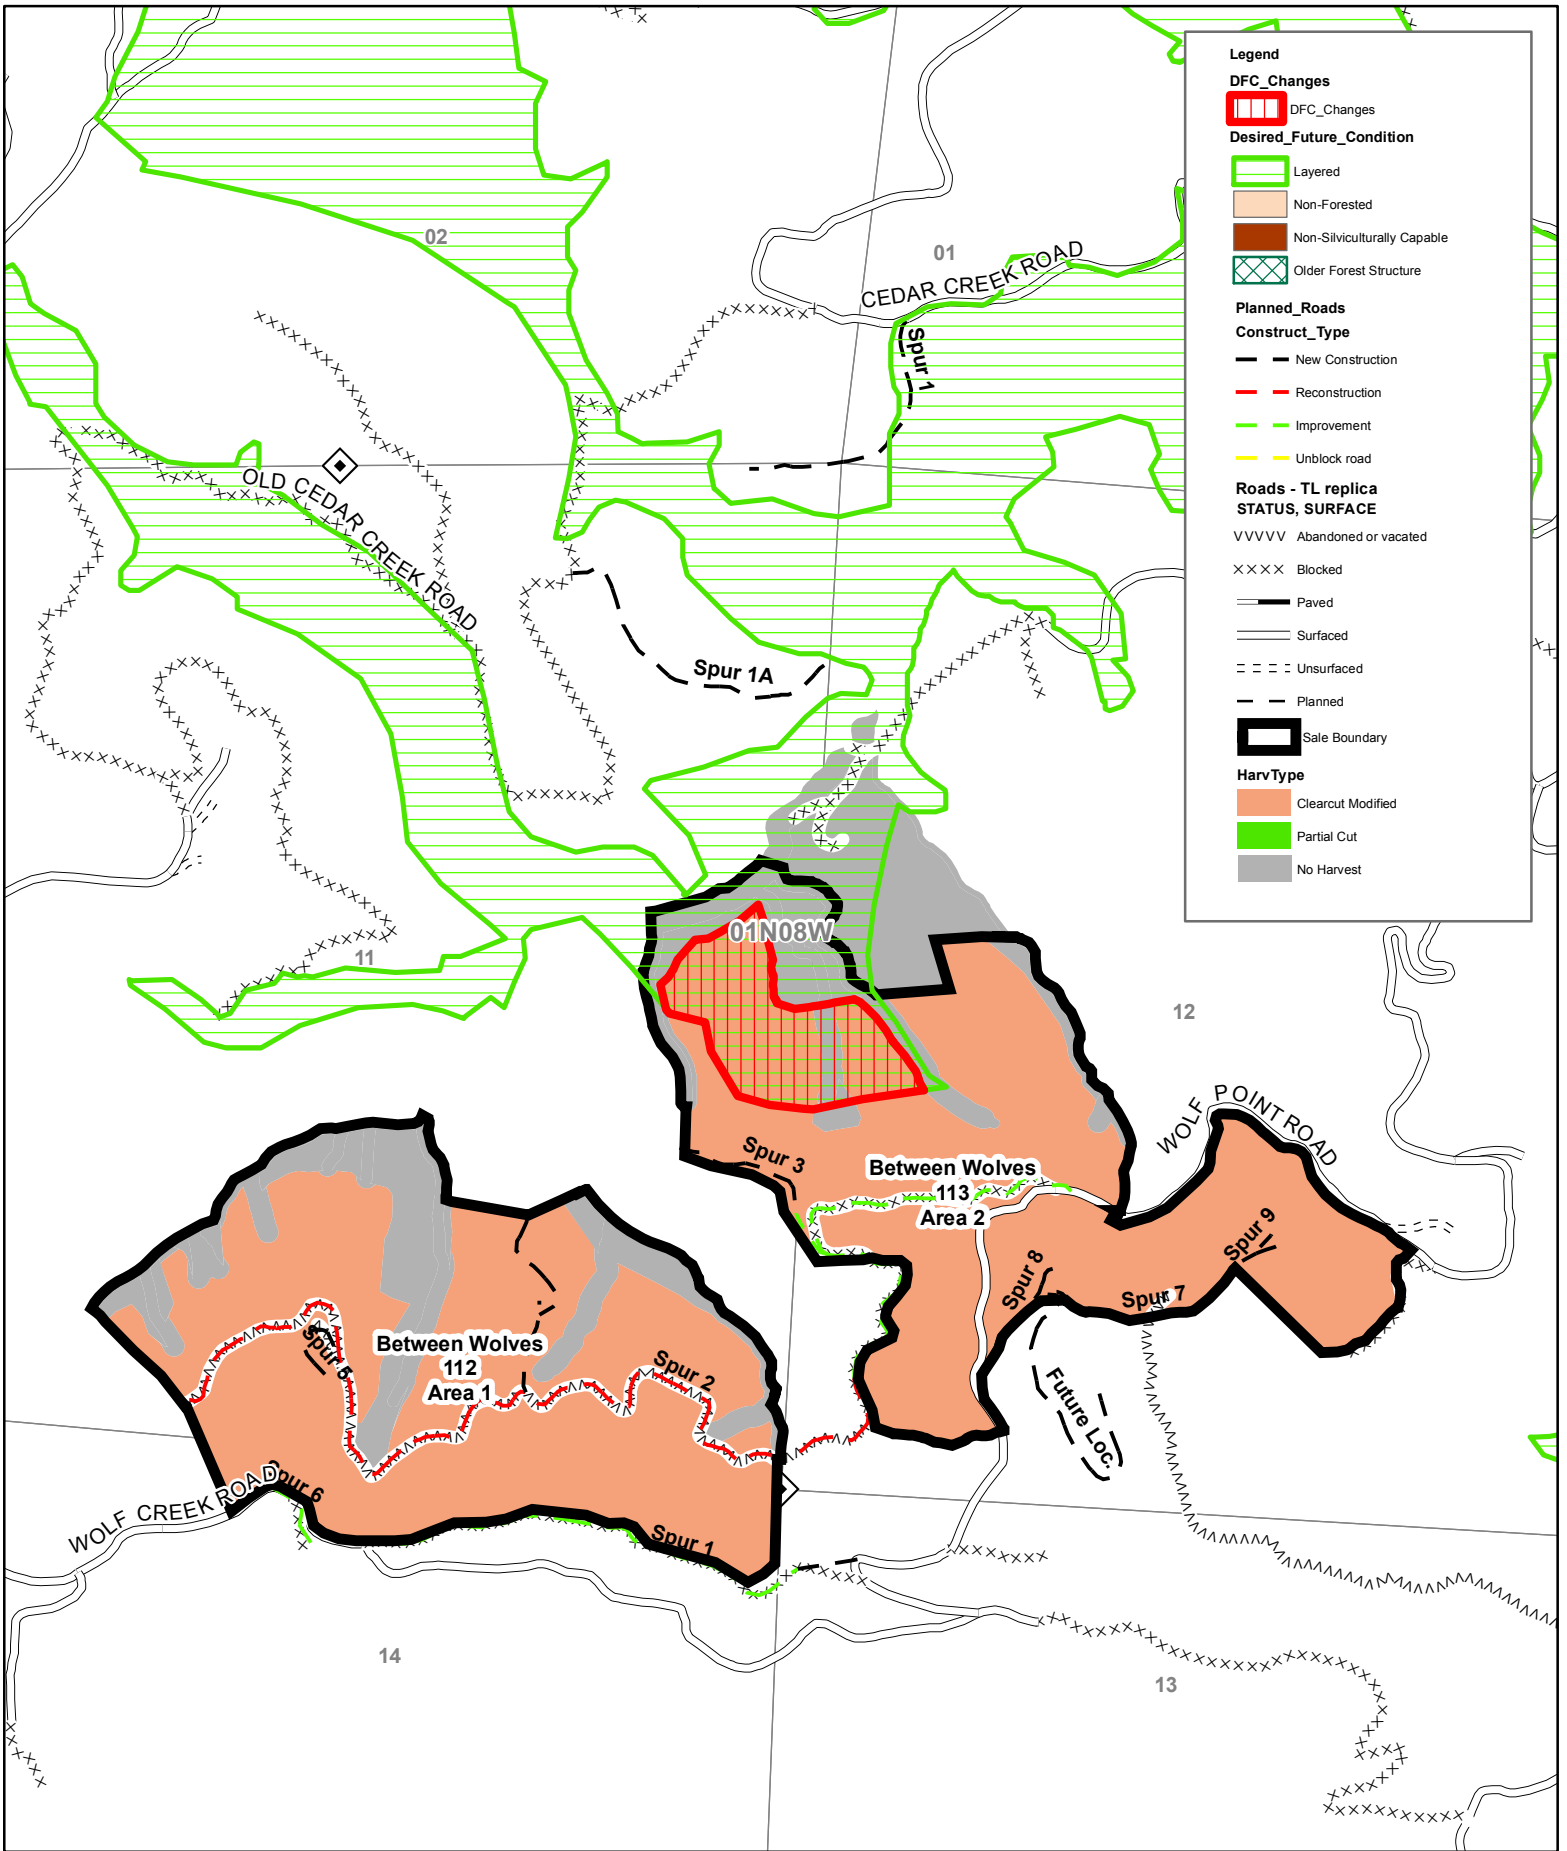 Legend
DFC_Changes
DFC_Changes
Desired_Future_Condition
Layered
Non-Forested
Non-Silviculturally Capable
Older Forest Structure
Planned_Roads
Construct_Type
New Construction
Reconstruction
Improvement
Unblock road
Roads - TL replica
STATUS, SURFACE
VVVVV Abandoned or vacated
×××× Blocked
Paved
Surfaced
Unsurfaced
Planned
Sale Boundary
HarvType
Clearcut Modified
Partial Cut
No Harvest
02
01
CEDAR CREEK ROAD
Spur 1
OLD CEDAR CREEK ROAD
Spur 1A
01N08W
11
12
WOLF POINT ROAD
Spur 3
Between Wolves
113
Area 2
Spur 9
Spur 8
Spur 7
Spur 5
Between Wolves
112
Area 1
Spur 2
Future Loc.
Spur 6
WOLF CREEK ROAD
Spur 1
14
13